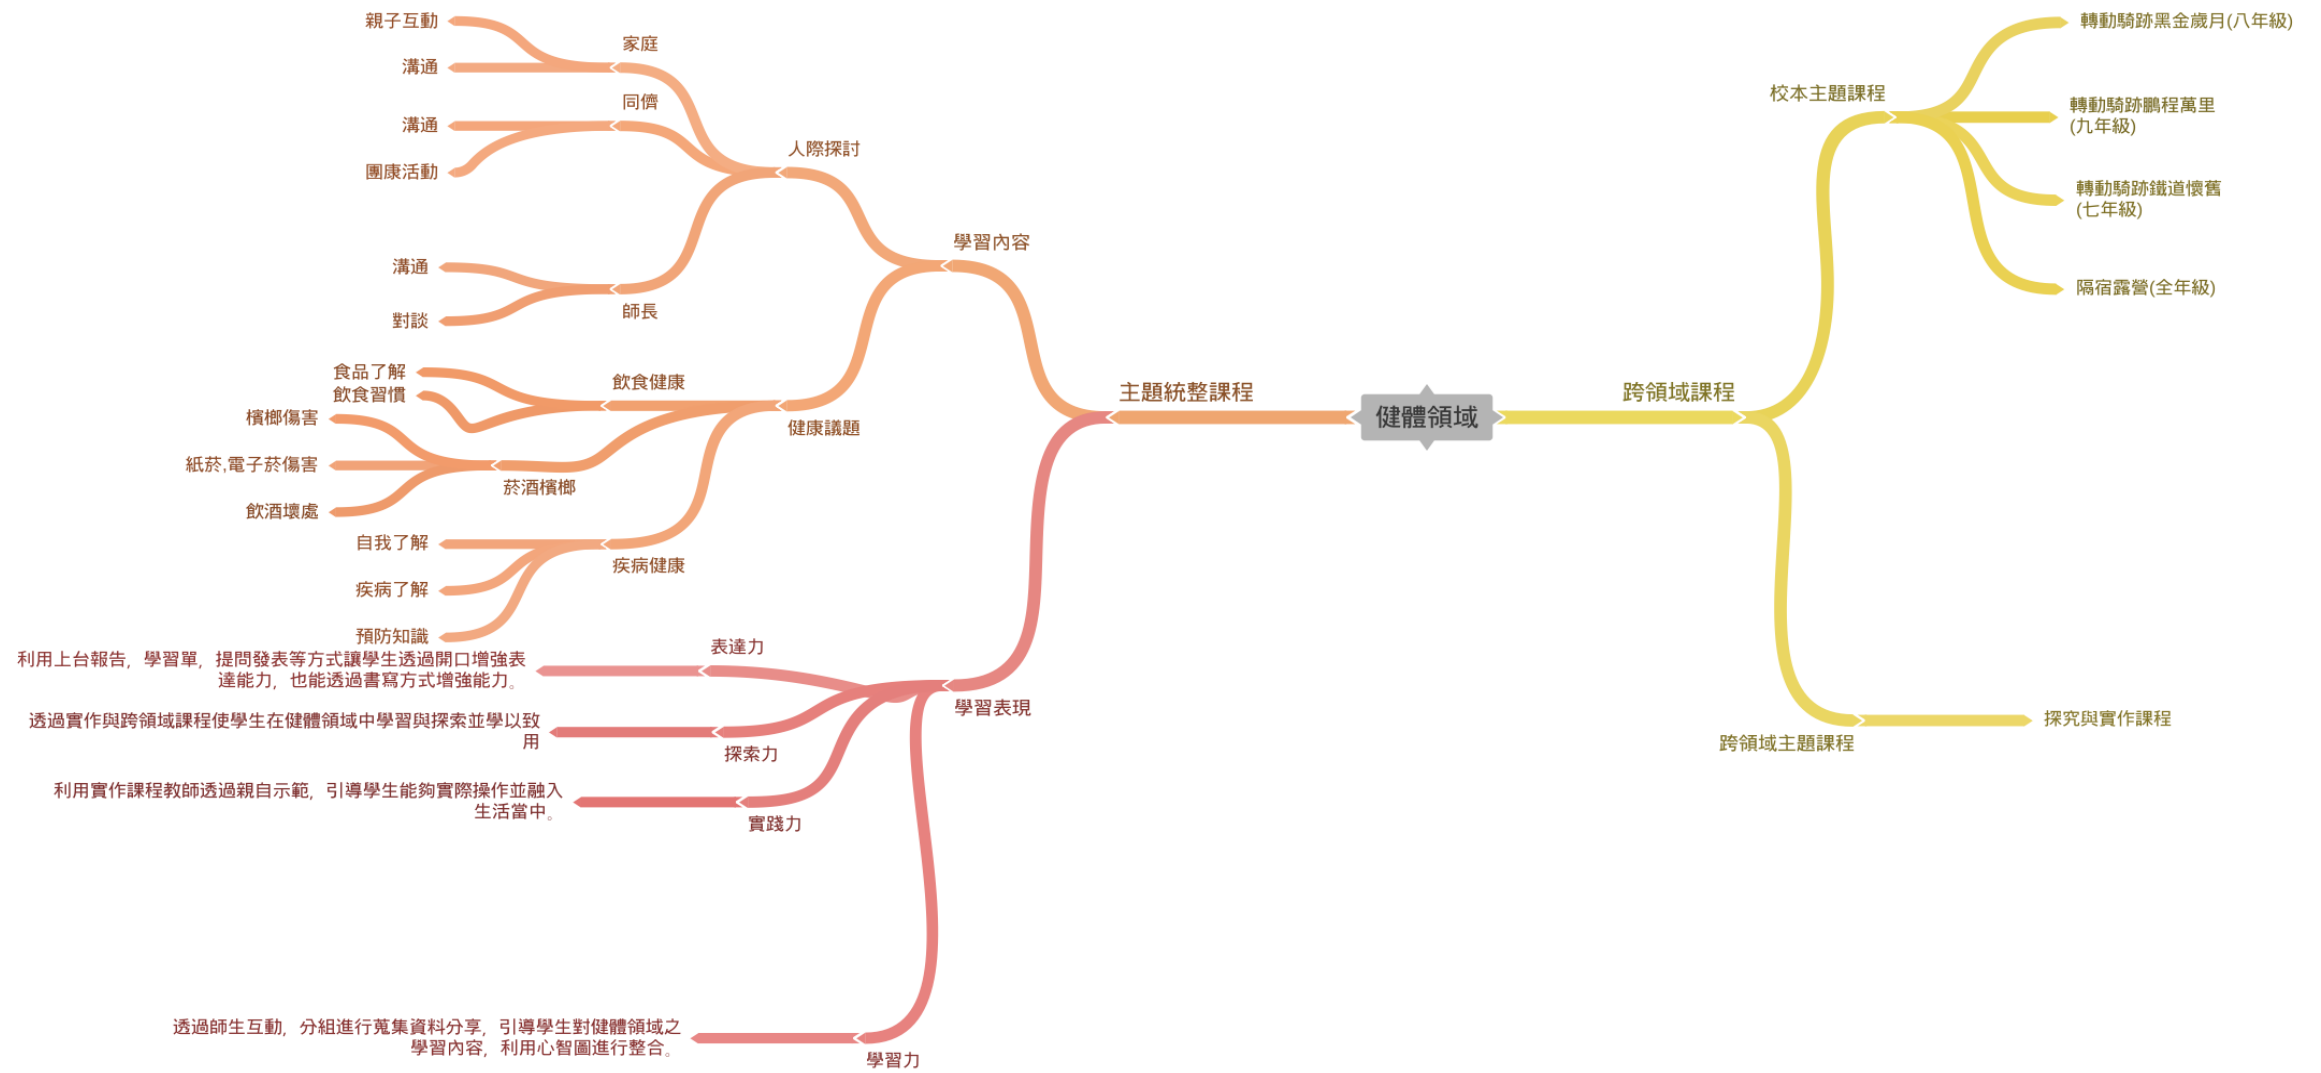 健體領域
主題統整課程
學習內容
人際探討
家庭
親子互動
溝通
同儕
溝通
團康活動
師長
溝通
對談
健康議題
飲食健康
食品了解
飲食習慣
菸酒檳榔
檳榔傷害
紙菸,電子菸傷害
飲酒壞處
疾病健康
自我了解
疾病了解
預防知識
學習表現
表達力
利用上台報告，學習單，提問發表等方式讓學生透過開口增強表
達能力，也能透過書寫方式增強能力。
探索力
透過實作與跨領域課程使學生在健體領域中學習與探索並學以致
用
實踐力
利用實作課程教師透過親自示範，引導學生能夠實際操作並融入
生活當中。
學習力
透過師生互動，分組進行蒐集資料分享，引導學生對健體領域之
學習內容，利用心智圖進行整合。
跨領域課程
校本主題課程
轉動騎跡黑金歲月(八年級)
轉動騎跡鵬程萬里
(九年級)
轉動騎跡鐵道懷舊
(七年級)
隔宿露營(全年級)
跨領域主題課程
探究與實作課程